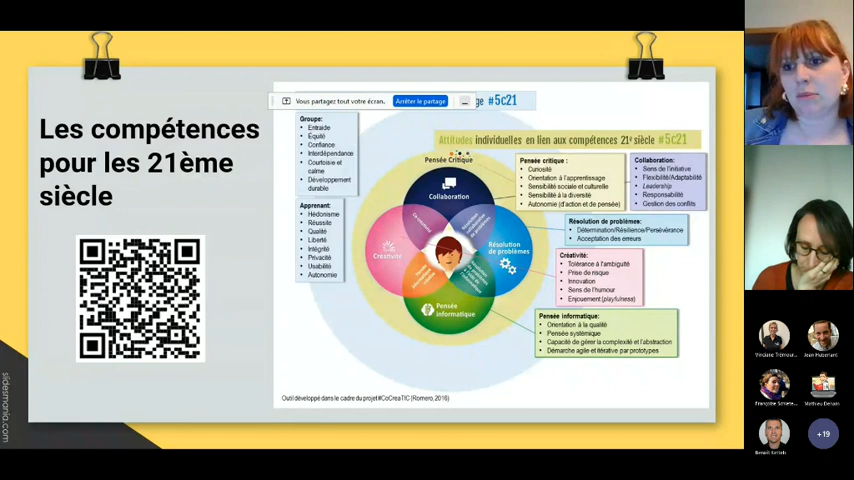 Les compétences
pour les 21ème
siècle
Vous partagez tout votre écran.
Arrêter le partage
ge #5c21
Attitudes individuelles en lien aux compétences 21e siècle #5c21
Groupe:
Entraide
Équité
Confiance
Interdépendance
Courtoisie et
calme
Développement
durable
Apprenant:
Hédonisme
Réussite
Qualité
Liberté
Intégrité
Privacité
Usabilité
Autonomie
Pensée Critique
Collaboration
Créativité
Résolution
de problèmes
Pensée
informatique
Pensée critique :
Curiosité
Orientation à l'apprentissage
Sensibilité sociale et culturelle
Sensibilité à la diversité
Autonomie (d'action et de pensée)
Collaboration:
Sens de l'initiative
Flexibilité/Adaptabilité
Leadership
Responsabilité
Gestion des conflits
Résolution de problèmes:
Détermination/Résilience/Persévérance
Acceptation des erreurs
Créativité:
Tolérance à l'ambiguïté
Prise de risque
Innovation
Sens de l'humour
Enjouement (playfulness)
Pensée informatique:
Orientation à la qualité
Pensée systémique
Capacité de gérer la complexité et l'abstraction
Démarche agile et itérative par prototypes
Outil développé dans le cadre du projet #CoCreaTIC (Romero, 2016)
slidesmania.com
Jean Huberlant
+19